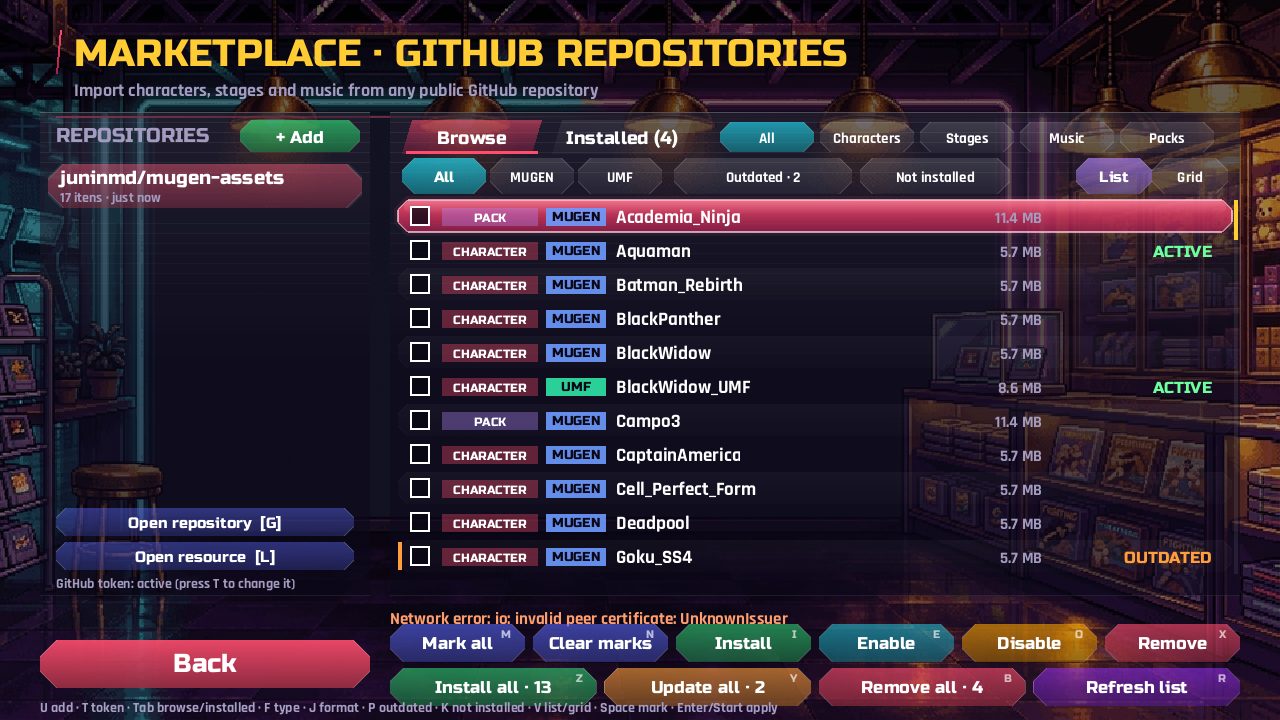 MARKETPLACE · GITHUB REPOSITORIES
Import characters, stages and music from any public GitHub repository
REPOSITORIES
+ Add
juninmd/mugen-assets
17 itens · just now
Browse Installed (4) All Characters Stages Music Packs
All MUGEN UMF Outdated · 2 Not installed List Grid
PACK MUGEN Academia_Ninja 11.4 MB
CHARACTER MUGEN Aquaman 5.7 MB ACTIVE
CHARACTER MUGEN Batman_Rebirth 5.7 MB
CHARACTER MUGEN BlackPanther 5.7 MB
CHARACTER MUGEN BlackWidow 5.7 MB
CHARACTER UMF BlackWidow_UMF 8.6 MB ACTIVE
PACK MUGEN Campo3 11.4 MB
CHARACTER MUGEN CaptainAmerica 5.7 MB
CHARACTER MUGEN Cell_Perfect_Form 5.7 MB
CHARACTER MUGEN Deadpool 5.7 MB
CHARACTER MUGEN Goku_SS4 5.7 MB OUTDATED
Open repository [G]
Open resource [L]
GitHub token: active (press T to change it)
Network error: io: invalid peer certificate: UnknownIssuer
Mark all M Clear marks N Install I Enable E Disable O Remove X
Back
Install all · 13 Z Update all · 2 Y Remove all · 4 B Refresh list R
U add · T token · Tab browse/installed · F type · J format · P outdated · K not installed · V list/grid · Space mark · Enter/Start apply